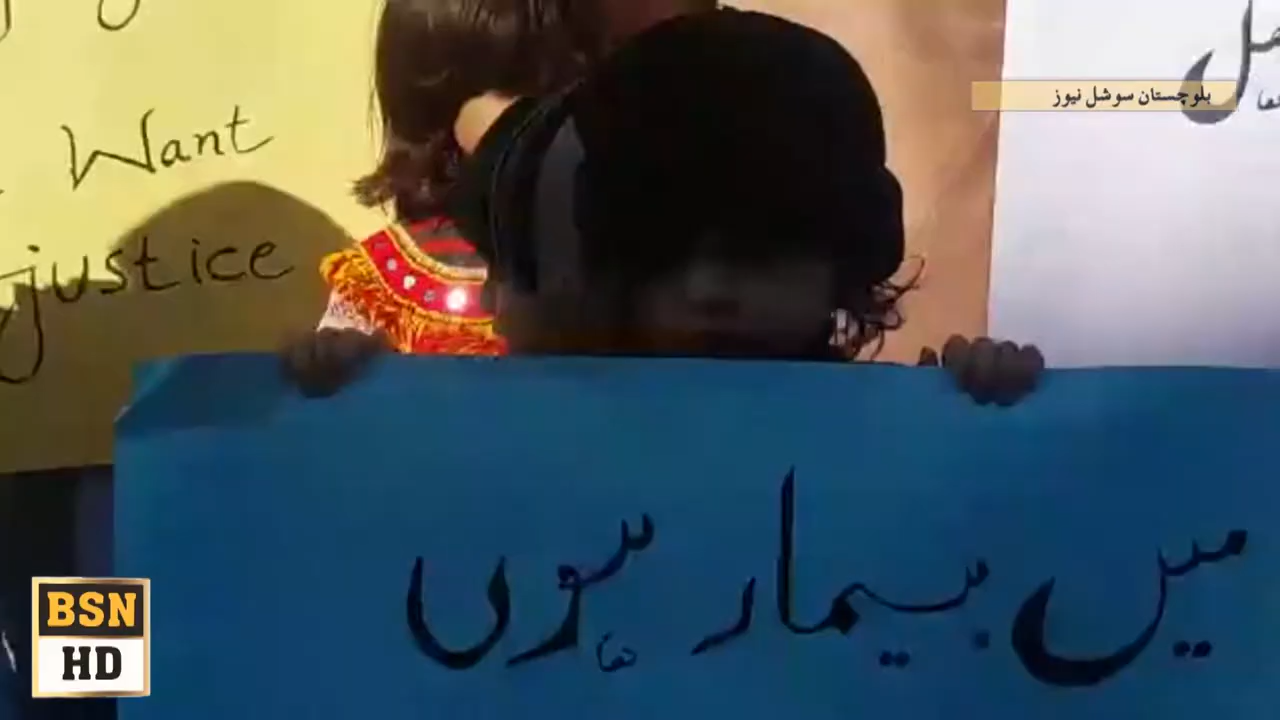 Want
justice
بلوچستان سوشل نیوز
میں بیمار ہوں
BSN
HD